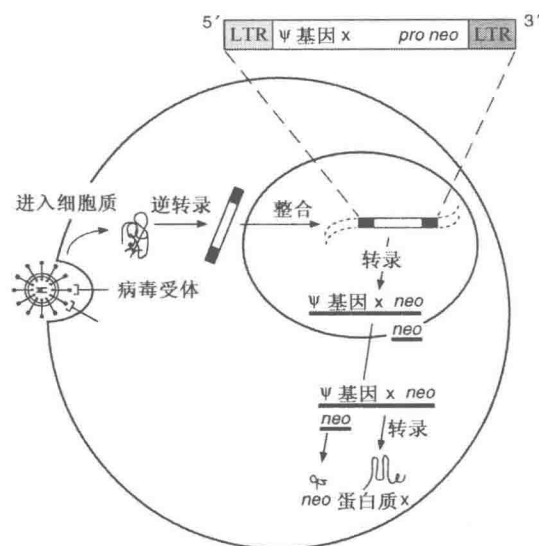 5′ LTR ψ 基因 x pro neo LTR 3′
进入细胞质
逆转录
整合
转录
病毒受体
ψ 基因 x neo
neo
ψ 基因 x neo
neo
转录
neo 蛋白质 x